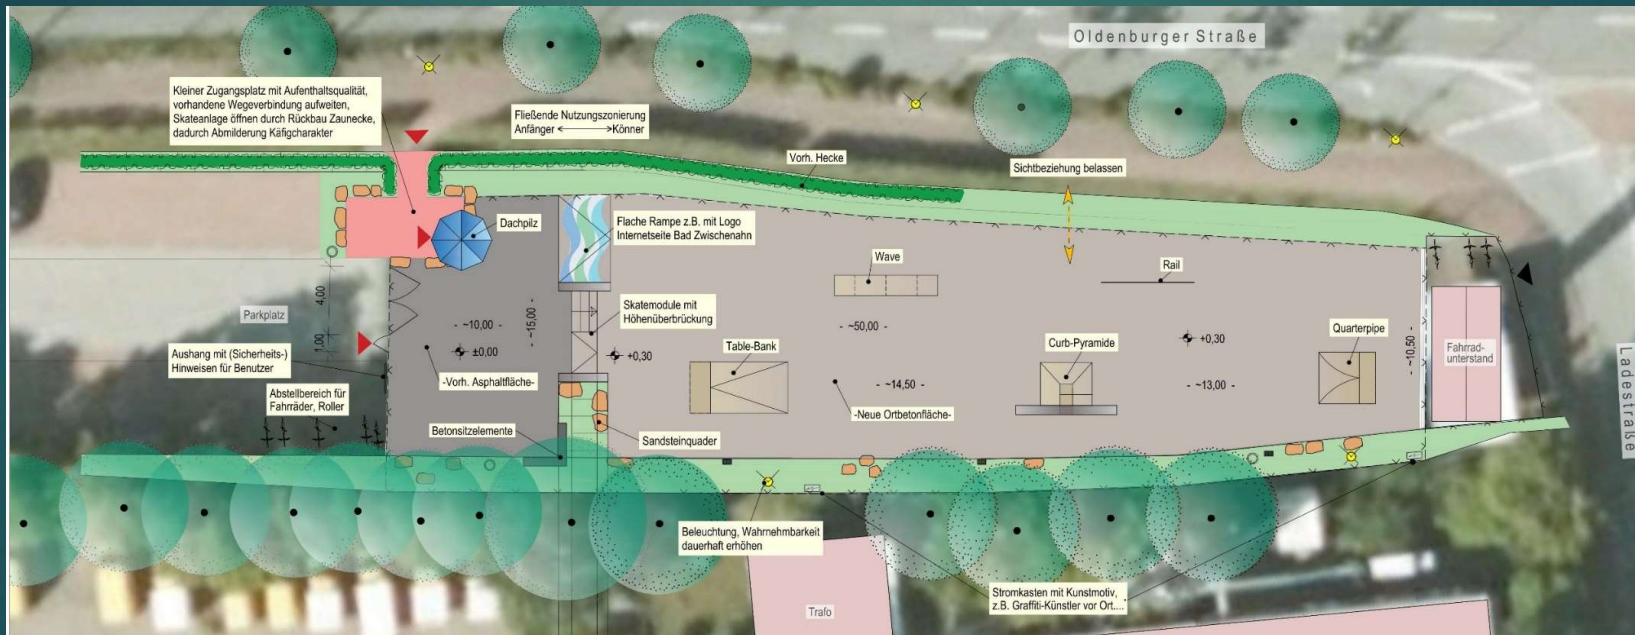 Oldenburger Straße
Kleiner Zugangsplatz mit Aufenthaltsqualität,
vorhandene Wegeverbindung aufweiten,
Skateanlage öffnen durch Rückbau Zaunecke,
dadurch Abmilderung Käfigcharakter
Fließende Nutzungszonierung
Anfänger <-------->Könner
Vorh. Hecke
Sichtbeziehung belassen
Dachpilz
Flache Rampe z.B. mit Logo
Internetseite Bad Zwischenahn
Wave
Rail
4,00
1,00
Parkplatz
- ~10,00 -
- ~15,00 -
±0,00
Skatemodule mit
Höhenüberbrückung
+0,30
- ~50,00 -
+0,30
Quarterpipe
- ~10,50 -
Fahrrad-
unterstand
Ladestraße
Aushang mit (Sicherheits-)
Hinweisen für Benutzer
-Vorh. Asphaltfläche-
Table-Bank
Curb-Pyramide
- ~14,50 -
- ~13,00 -
Abstellbereich für
Fahrräder, Roller
Betonsitzelemente
Sandsteinquader
-Neue Ortbetonfläche-
Beleuchtung, Wahrnehmbarkeit
dauerhaft erhöhen
Stromkasten mit Kunstmotiv,
z.B. Graffiti-Künstler vor Ort....
Trafo